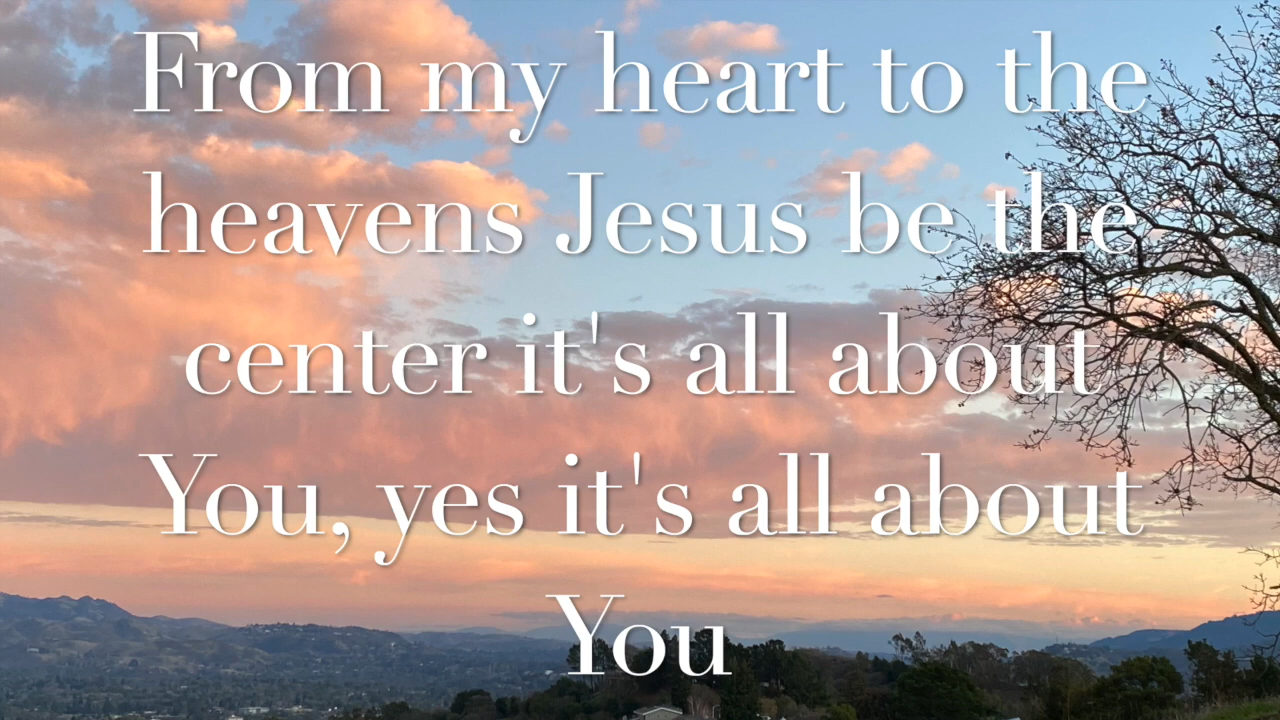 From my heart to the
heavens Jesus be the
center it's all about
You, yes it's all about
You